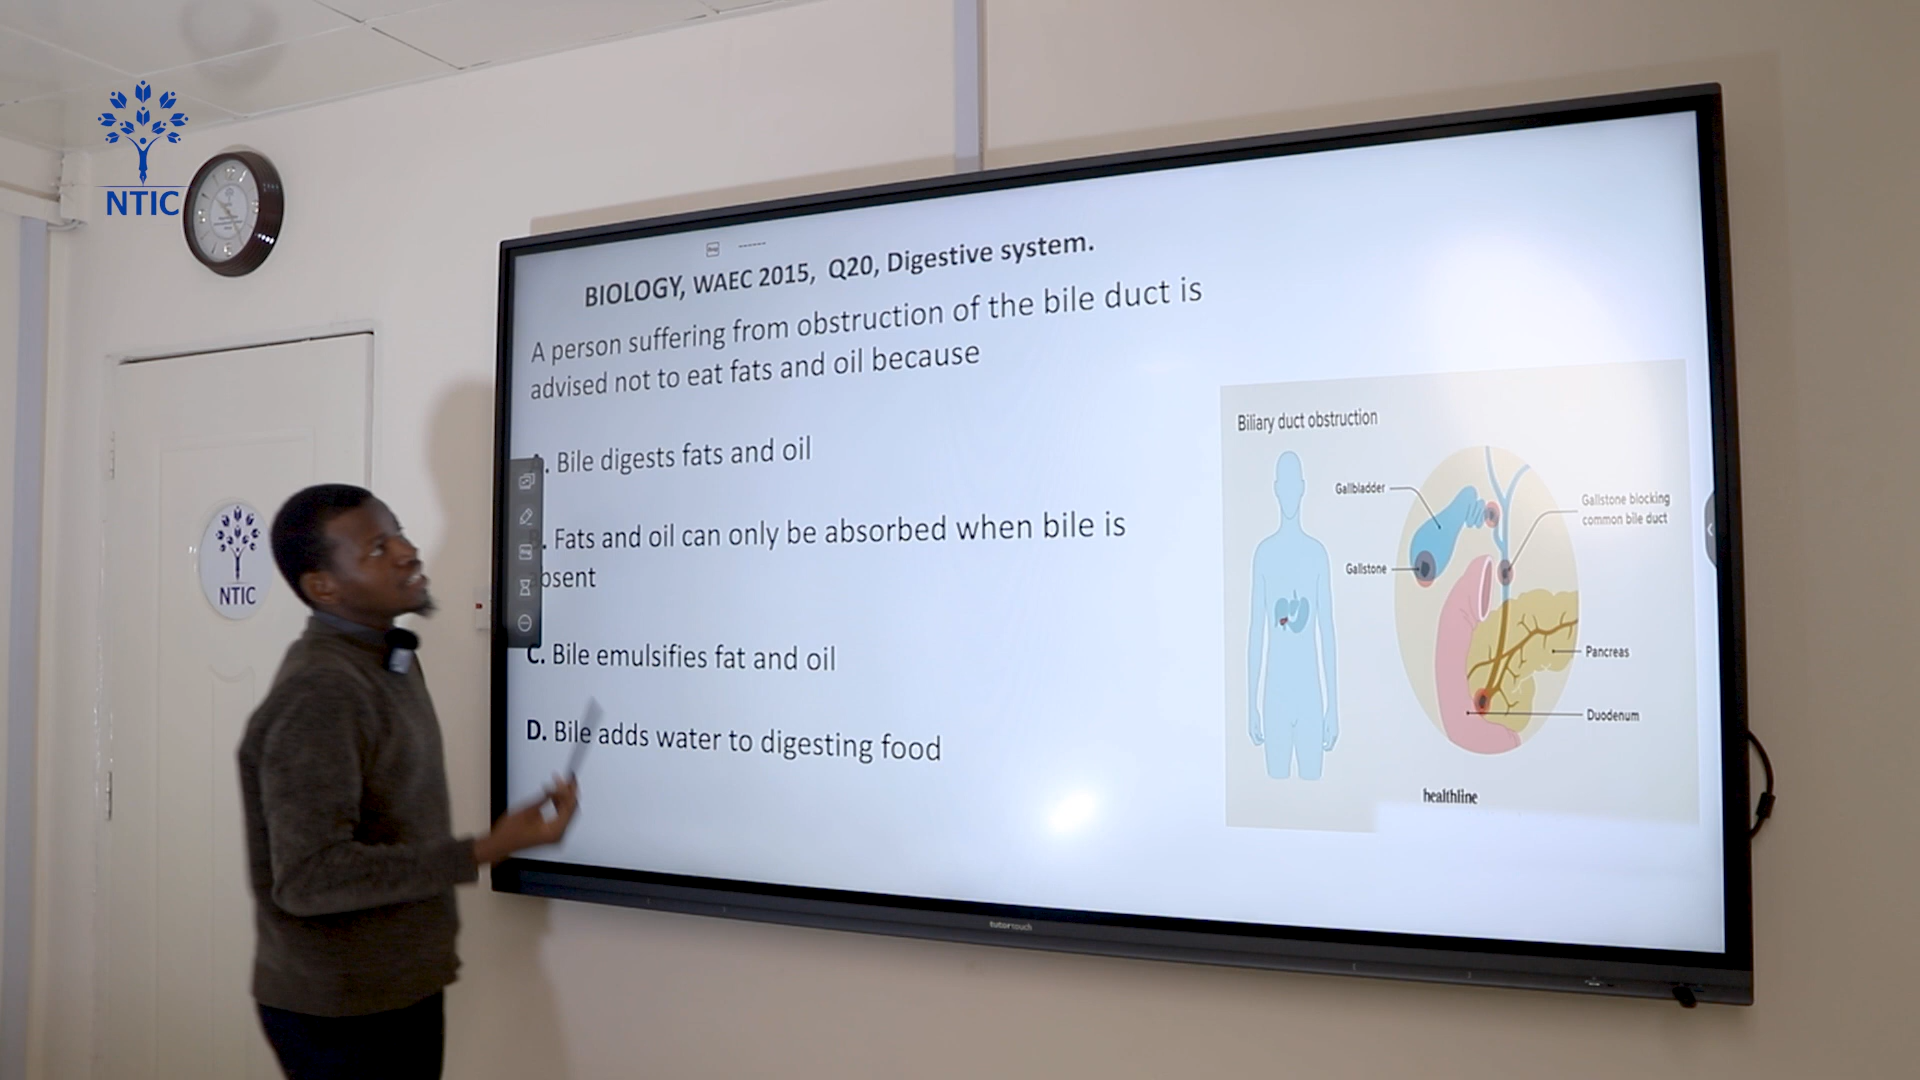 NTIC
BIOLOGY, WAEC 2015, Q20, Digestive system.
A person suffering from obstruction of the bile duct is
advised not to eat fats and oil because
. Bile digests fats and oil
. Fats and oil can only be absorbed when bile is
absent
C. Bile emulsifies fat and oil
D. Bile adds water to digesting food
Biliary duct obstruction
Gallbladder
Gallstone blocking
common bile duct
Gallstone
Pancreas
Duodenum
healthline
NTIC
tutortouch